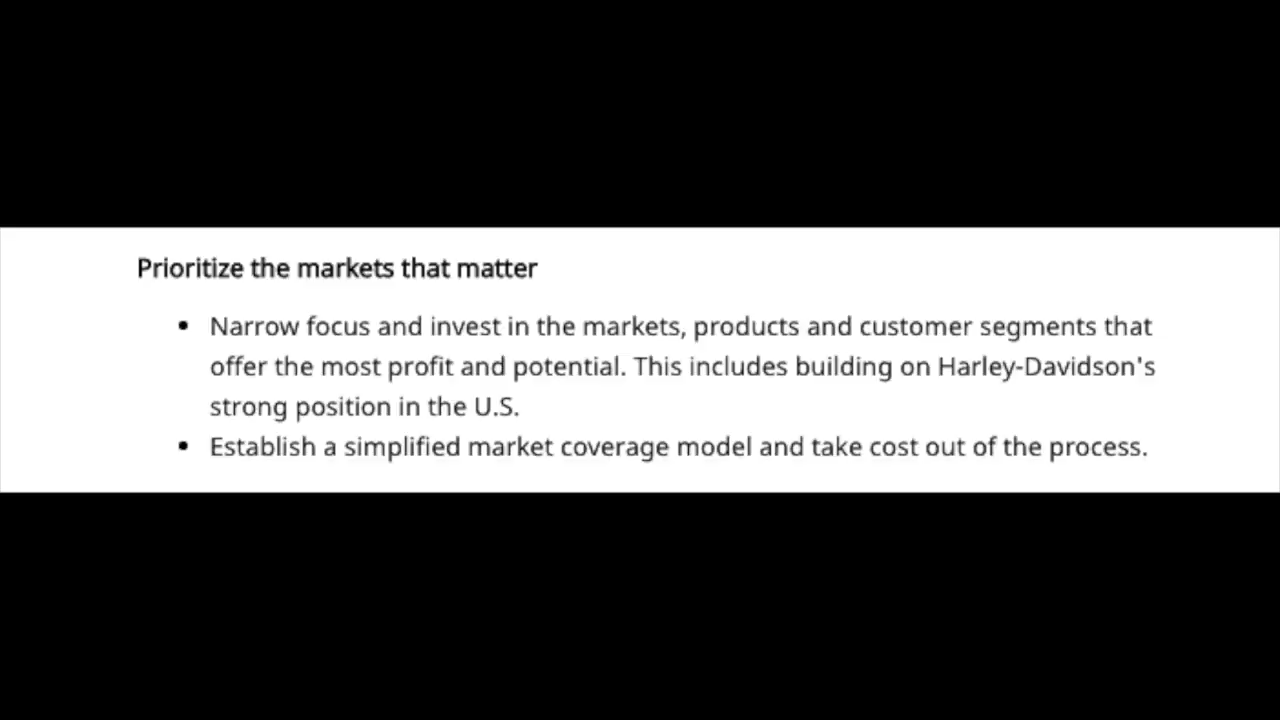 Prioritize the markets that matter
• Narrow focus and invest in the markets, products and customer segments that
offer the most profit and potential. This includes building on Harley-Davidson's
strong position in the U.S.
• Establish a simplified market coverage model and take cost out of the process.